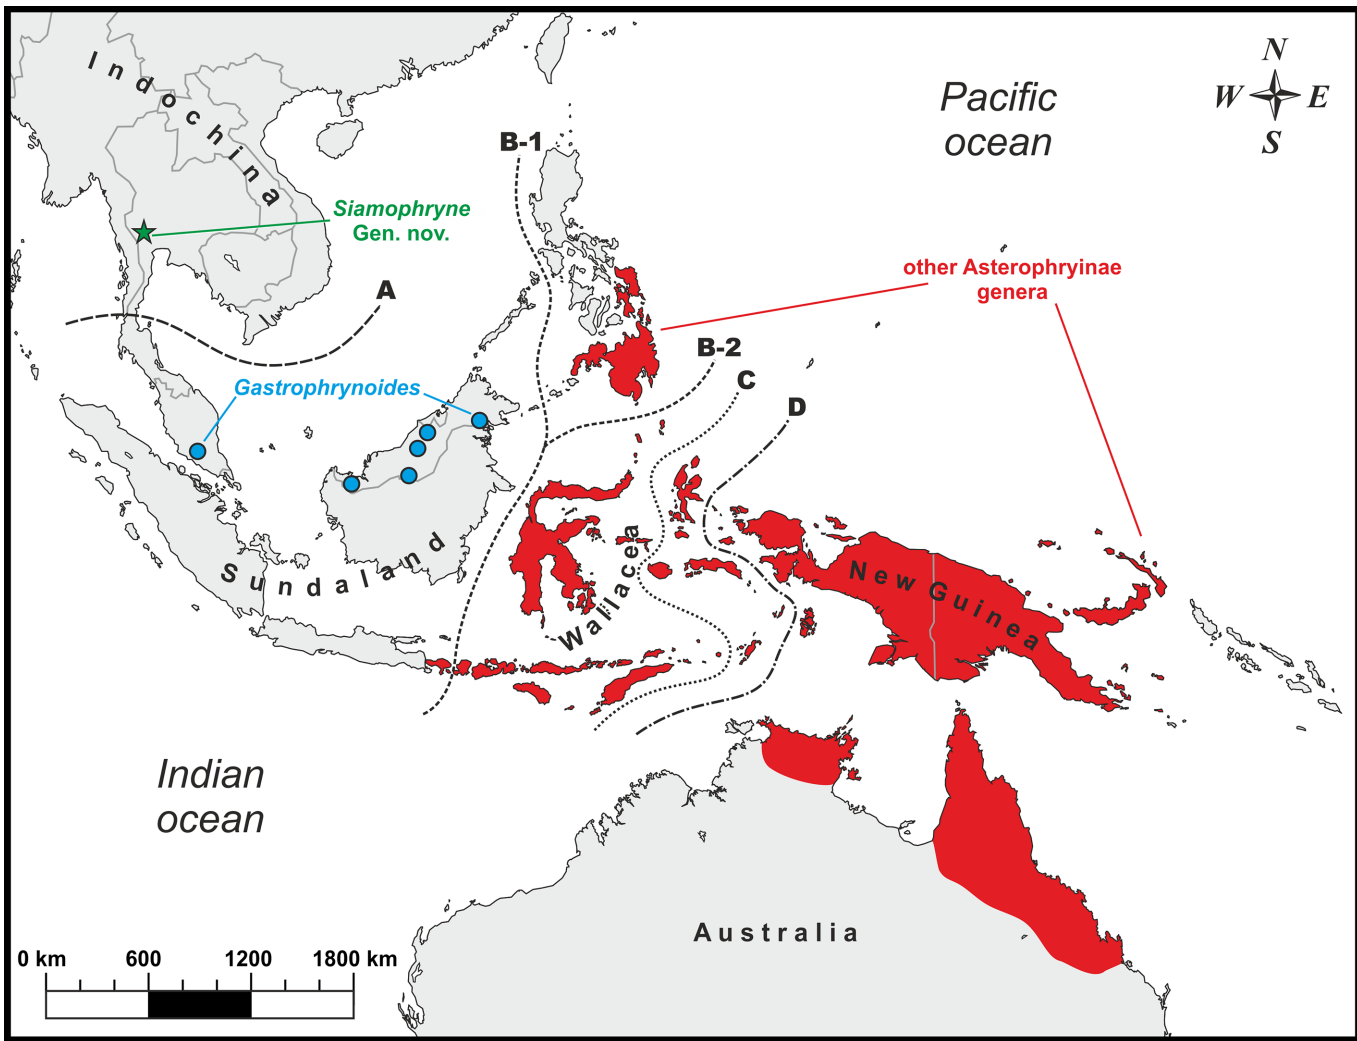 Indochina
Pacific
ocean
N
W E
S
B-1
Siamophryne
Gen. nov.
A
other Asterophryinae
genera
B-2
C
D
Gastrophrynoides
Sundaland
Wallacea
New Guinea
Indian
ocean
Australia
0 km 600 1200 1800 km